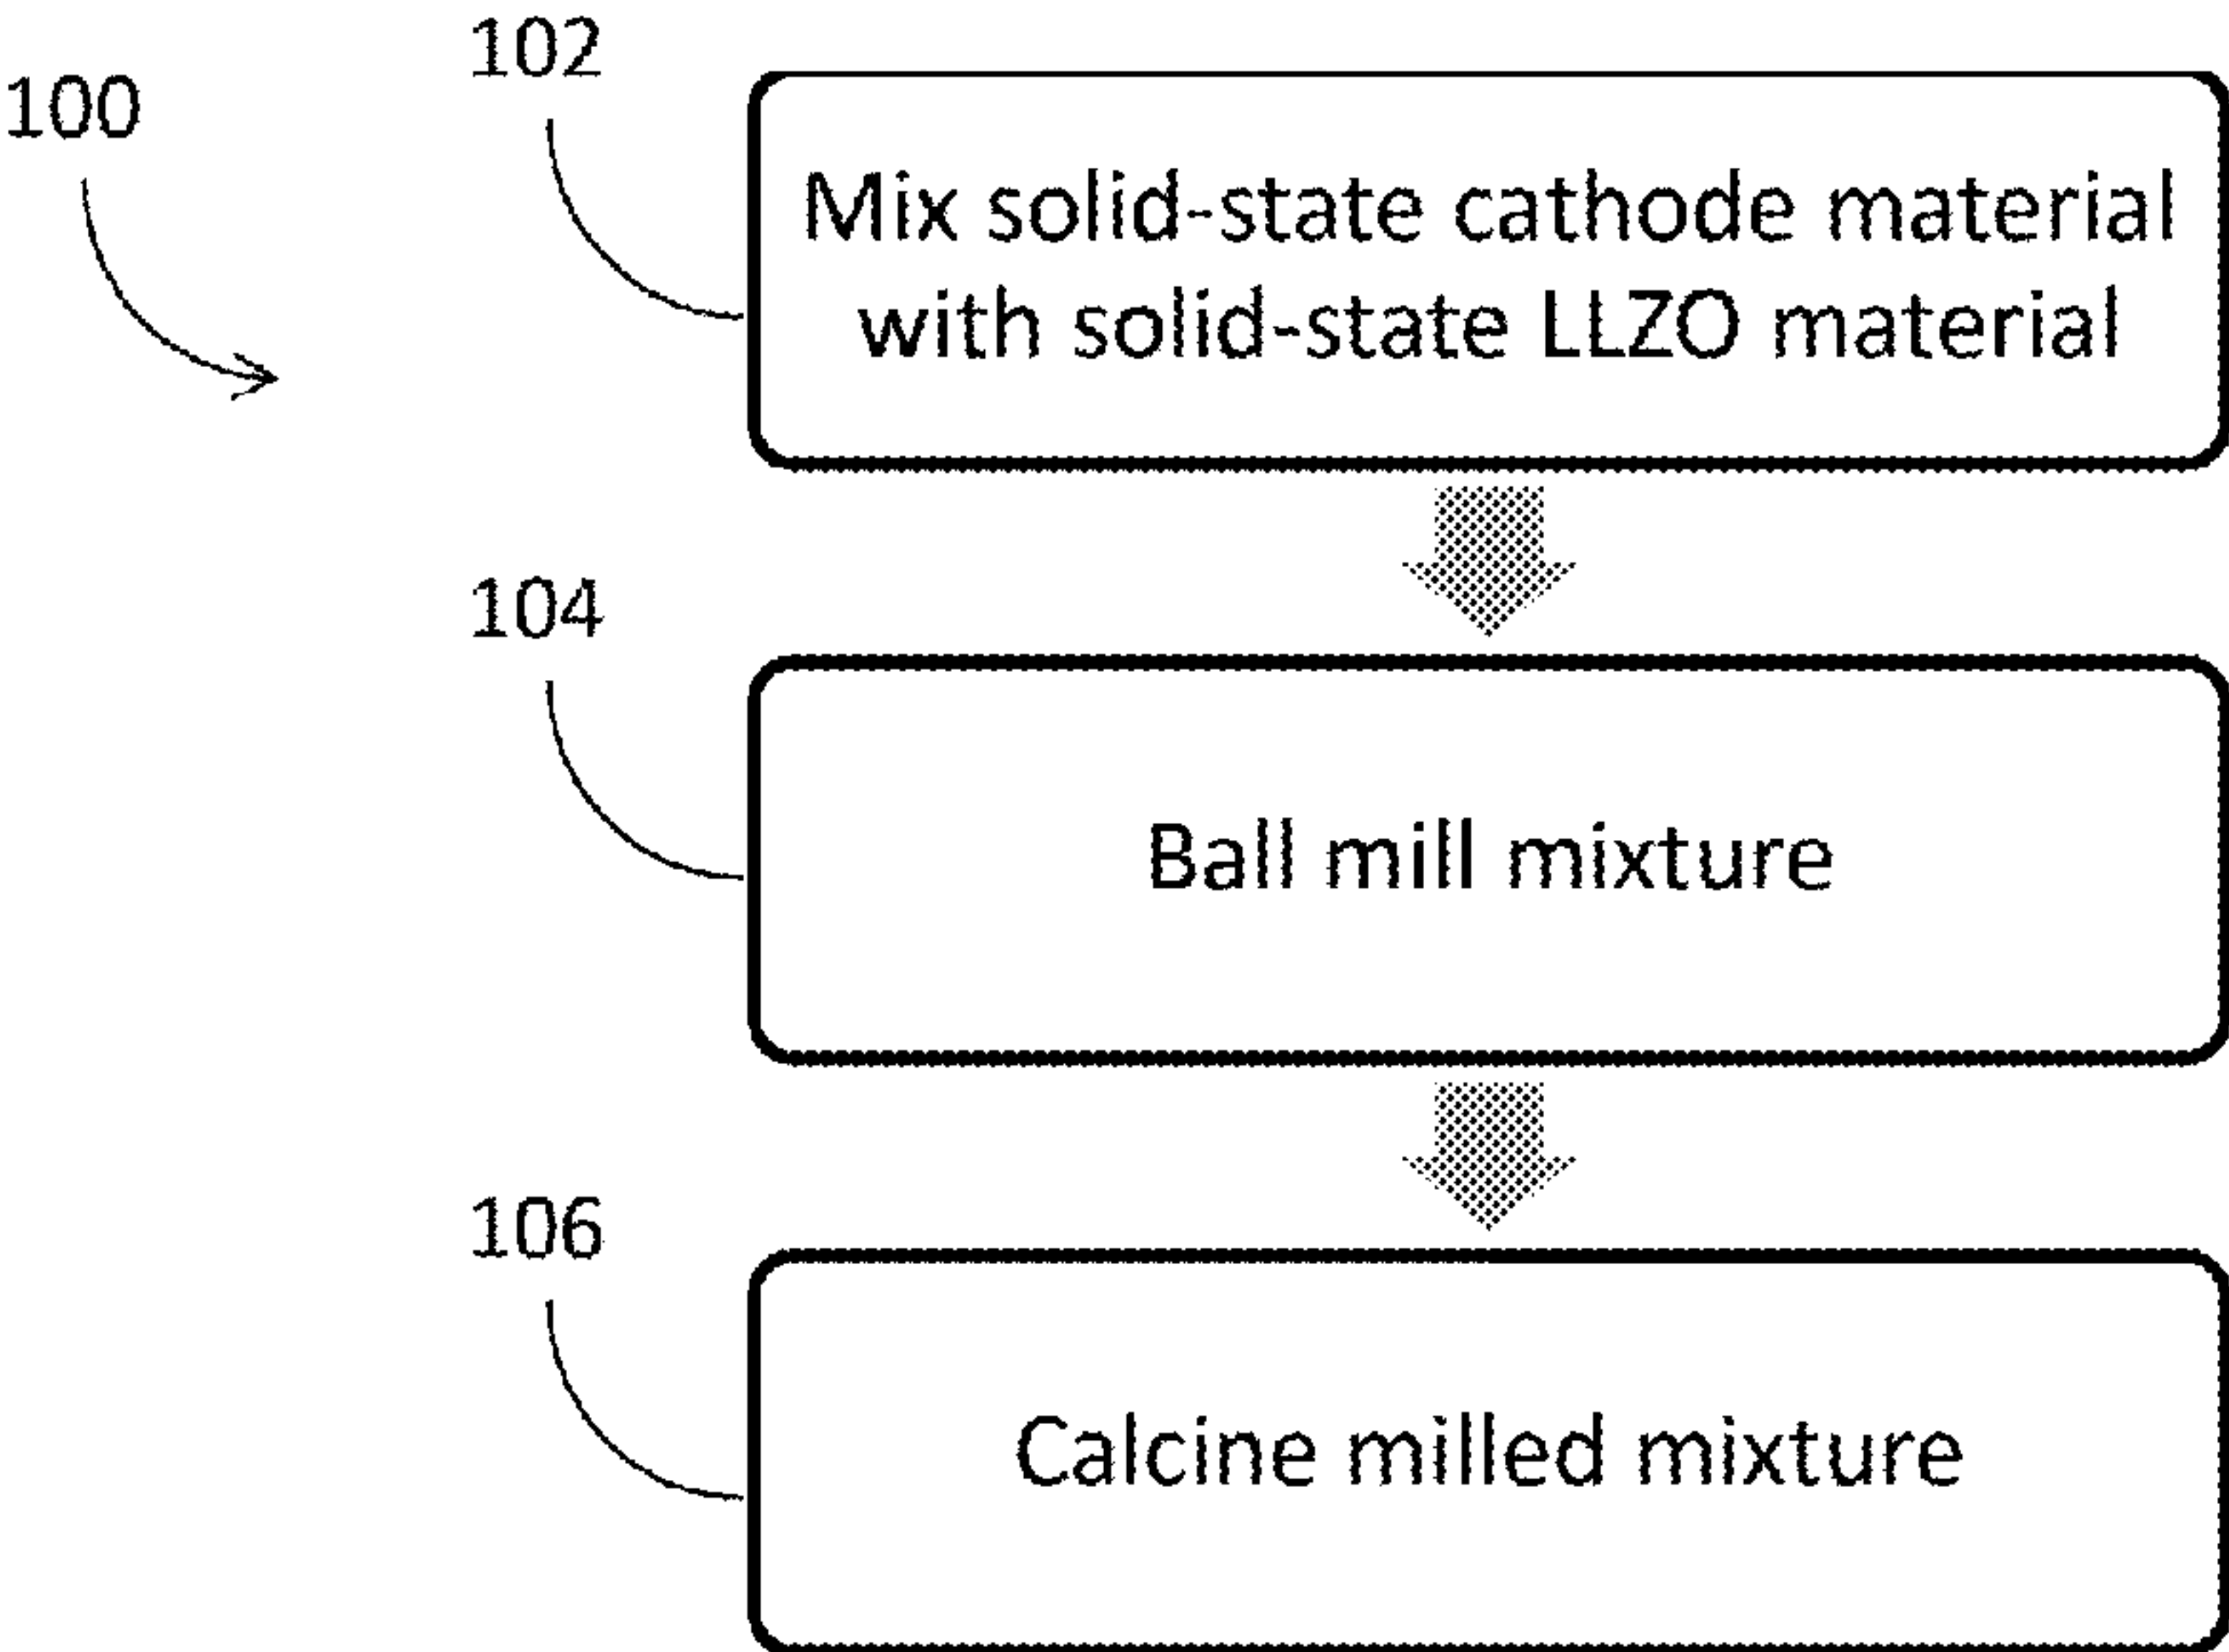 100
102
Mix solid-state cathode material
with solid-state LLZO material
104
Ball mill mixture
106
Calcine milled mixture